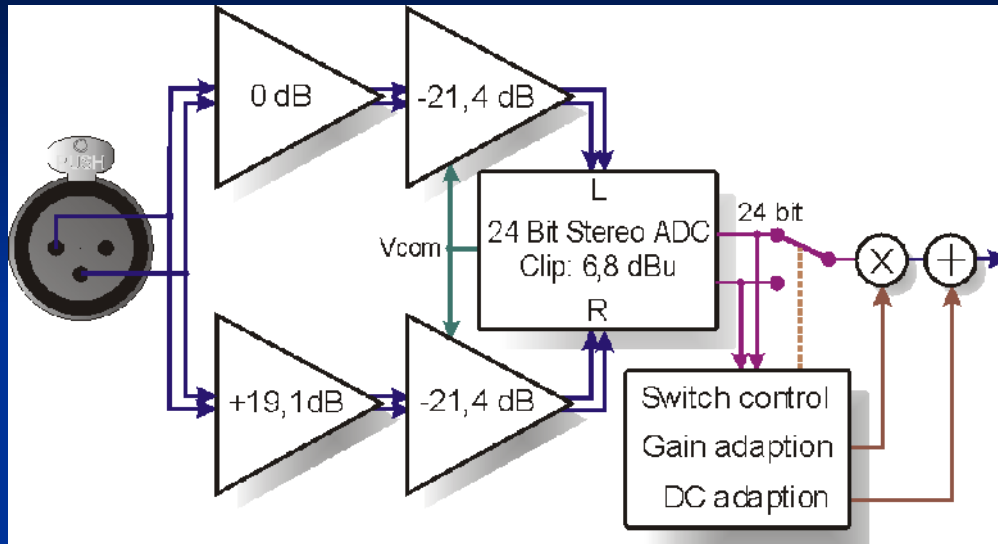 0 dB
-21,4 dB
PUSH
L
24 Bit Stereo ADC
Clip: 6,8 dBu
R
Vcom
24 bit
X
+
+19,1dB
-21,4 dB
Switch control
Gain adaption
DC adaption